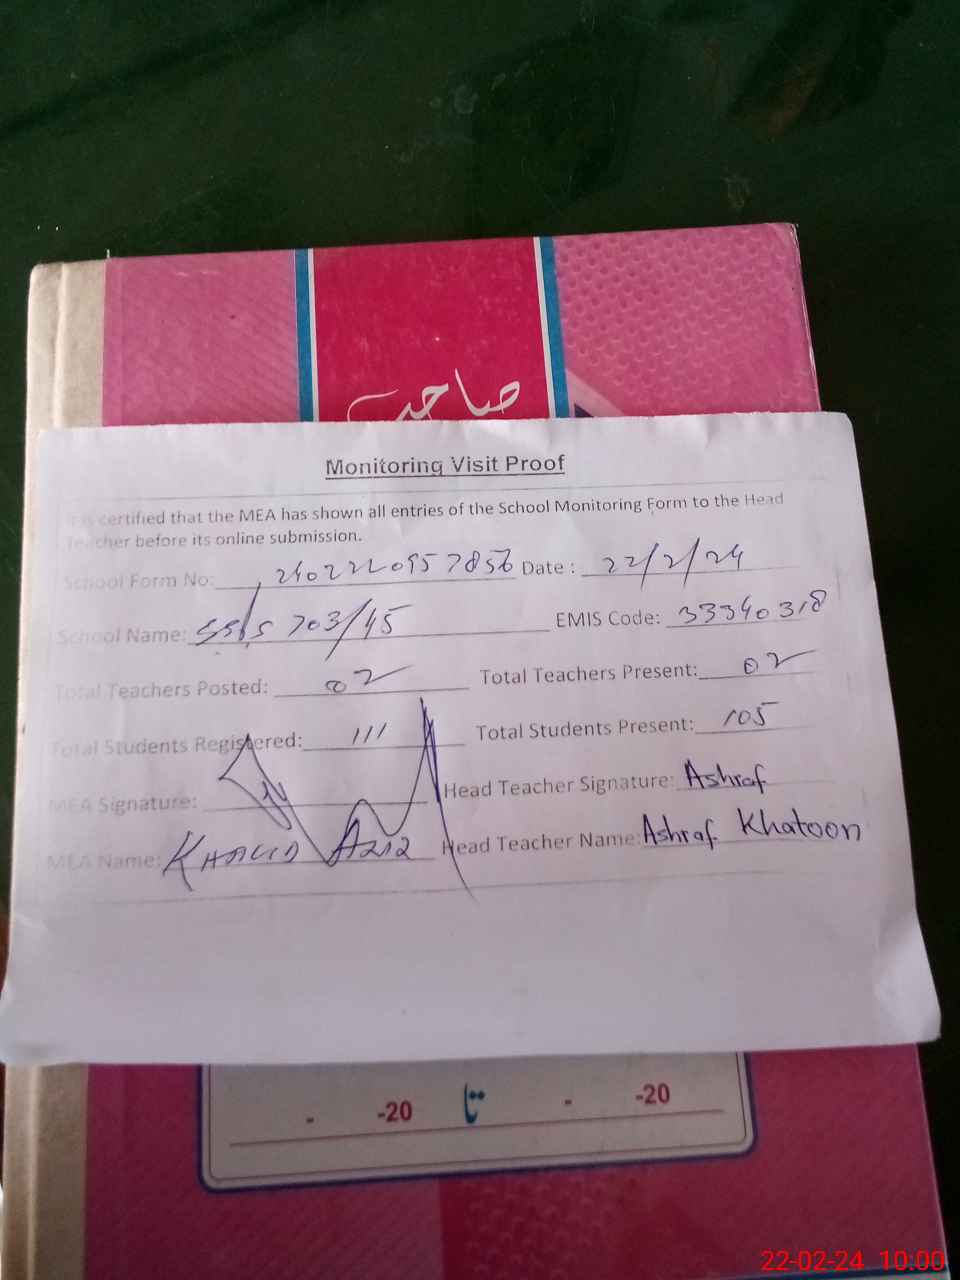 صاحب
Monitoring Visit Proof
It is certified that the MEA has shown all entries of the School Monitoring Form to the Head
Teacher before its online submission.
School Form No: 2402220957856 Date : 22/2/24
School Name: 703/45 EMIS Code: 33340318
Total Teachers Posted: 02 Total Teachers Present: 02
Total Students Registered: 111 Total Students Present: 105
MEA Signature: Head Teacher Signature: Ashraf
MEA Name: KHALID AZIZ Head Teacher Name: Ashraf Khatoon
- -20 تا - -20
22-02-24 10:00